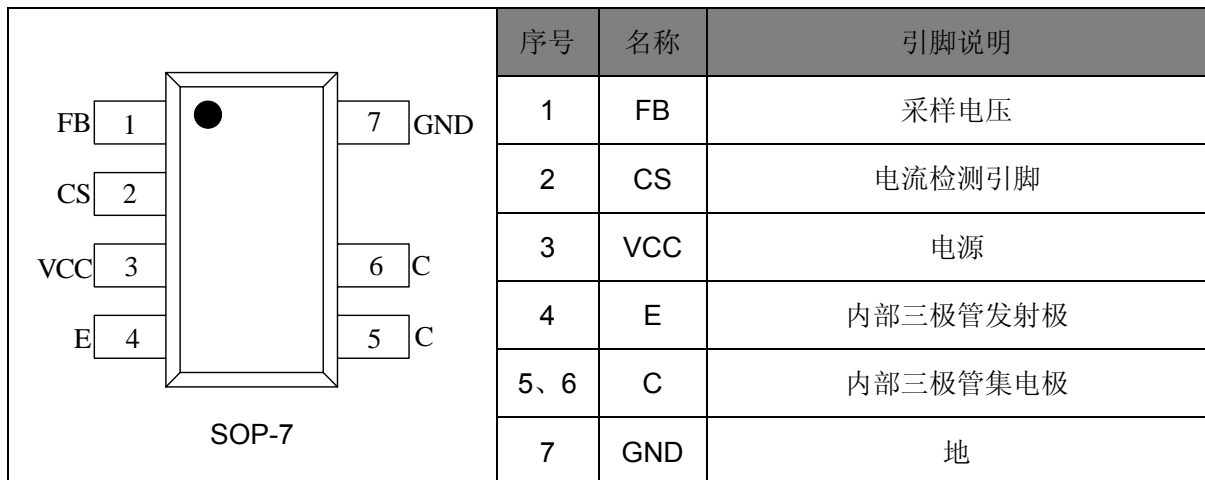 FB 1 7 GND
CS 2
VCC 3 6 C
E 4 5 C
SOP-7
序号 名称 引脚说明
1 FB 采样电压
2 CS 电流检测引脚
3 VCC 电源
4 E 内部三极管发射极
5、6 C 内部三极管集电极
7 GND 地